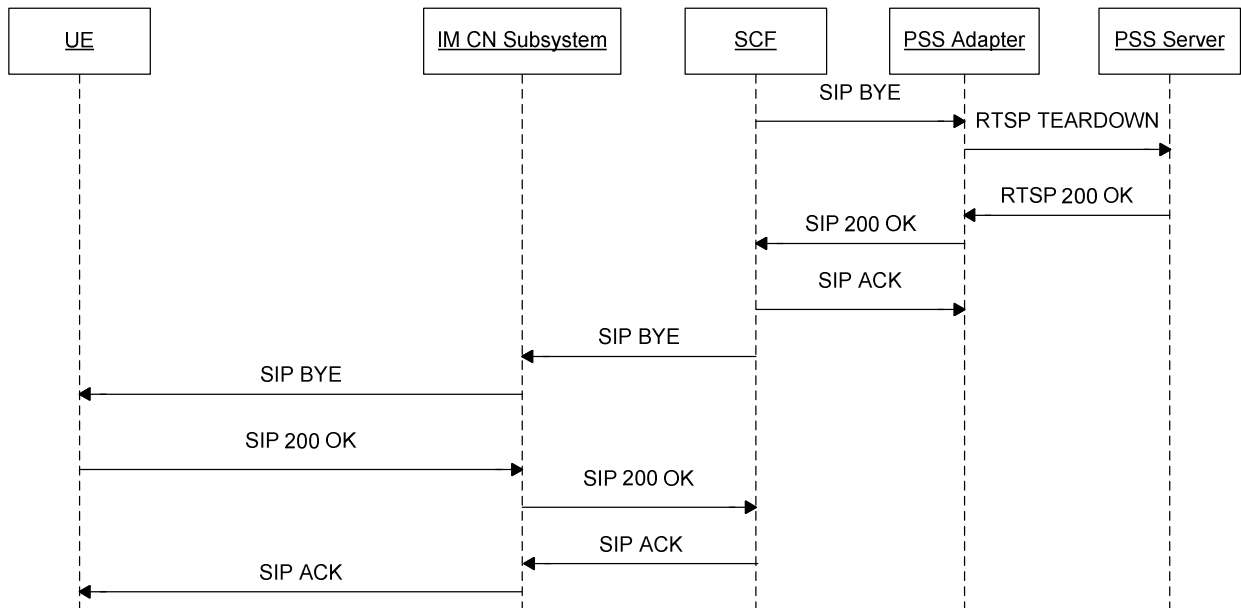 UE
IM CN Subsystem
SCF
PSS Adapter
PSS Server
SIP BYE
RTSP TEARDOWN
RTSP 200 OK
SIP 200 OK
SIP ACK
SIP BYE
SIP BYE
SIP 200 OK
SIP 200 OK
SIP ACK
SIP ACK